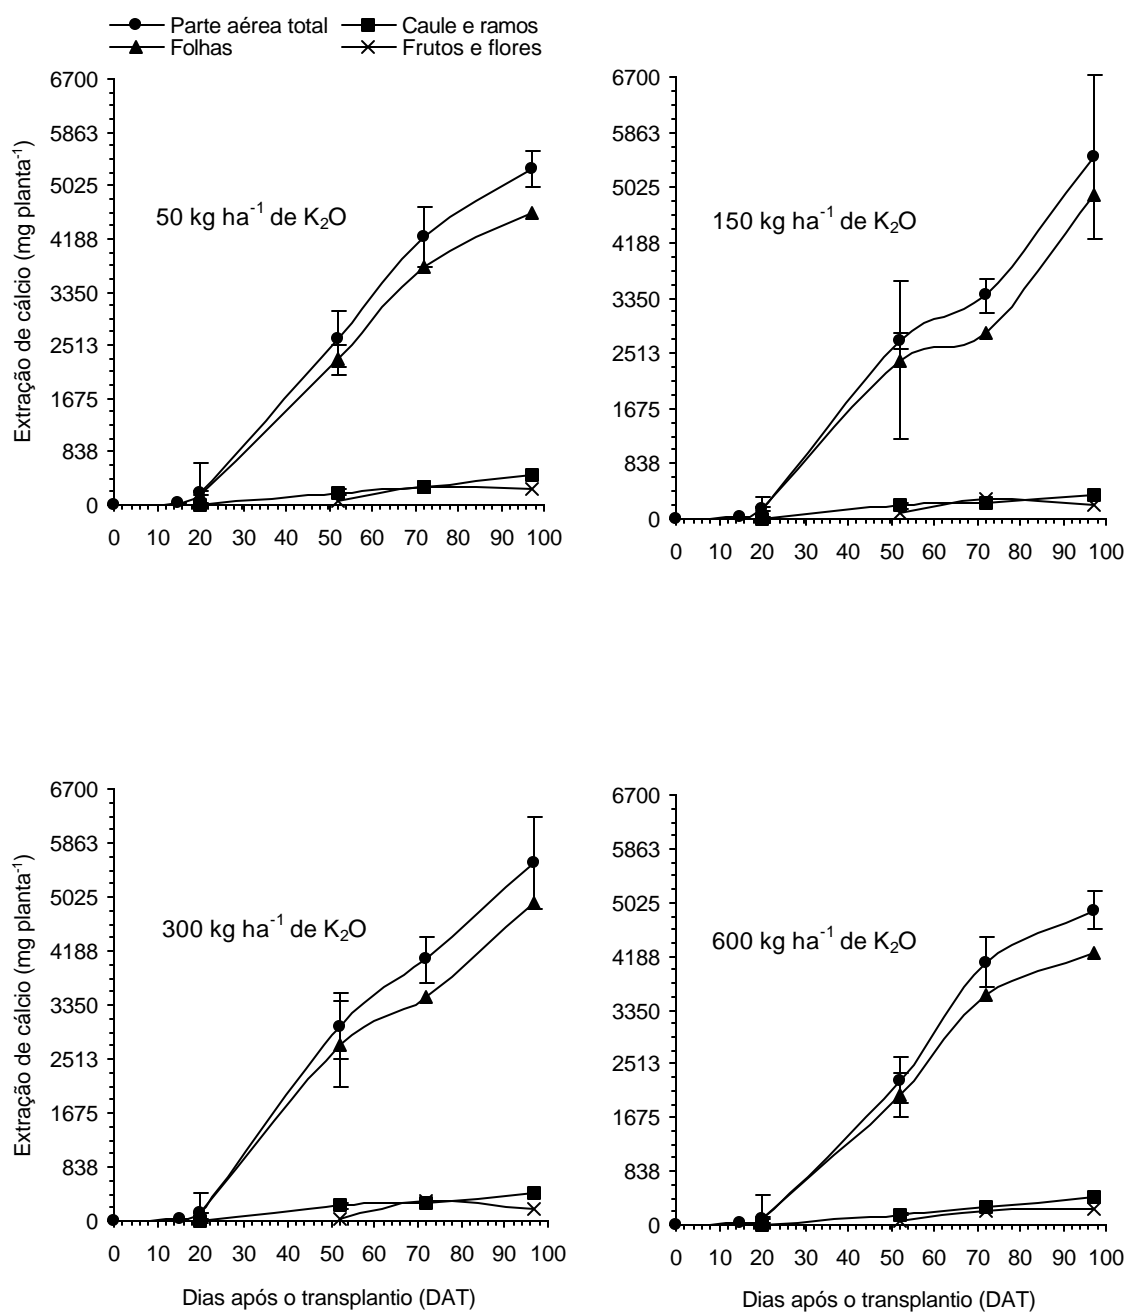 Parte aérea total Caule e ramos
Folhas Frutos e flores
Extração de cálcio (mg planta⁻¹)
6700
5863
5025
4188
3350
2513
1675
838
0
50 kg ha⁻¹ de K₂O
0 10 20 30 40 50 60 70 80 90 100
6700
5863
5025
4188
3350
2513
1675
838
0
150 kg ha⁻¹ de K₂O
0 10 20 30 40 50 60 70 80 90 100
Extração de cálcio (mg planta⁻¹)
6700
5863
5025
4188
3350
2513
1675
838
0
300 kg ha⁻¹ de K₂O
0 10 20 30 40 50 60 70 80 90 100
Dias após o transplantio (DAT)
6700
5863
5025
4188
3350
2513
1675
838
0
600 kg ha⁻¹ de K₂O
0 10 20 30 40 50 60 70 80 90 100
Dias após o transplantio (DAT)